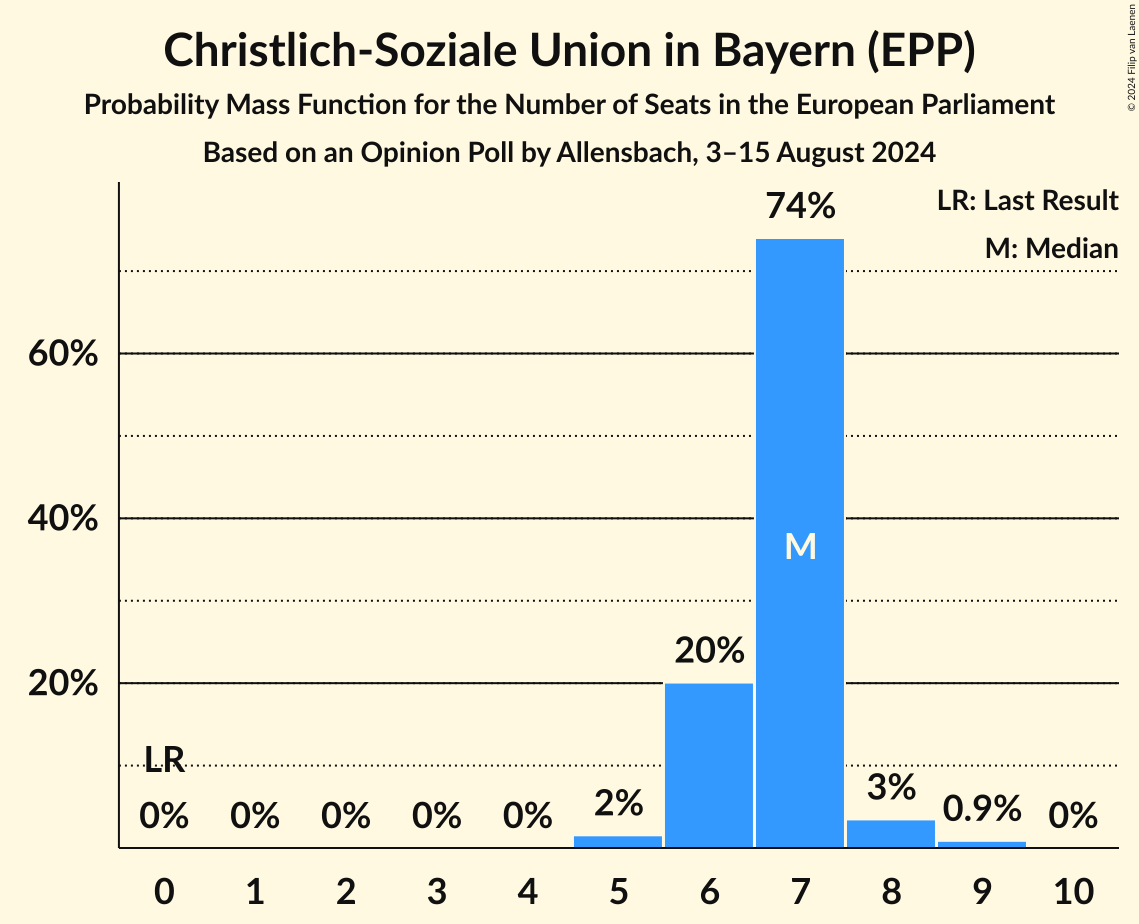 Christlich-Soziale Union in Bayern (EPP)
Probability Mass Function for the Number of Seats in the European Parliament
Based on an Opinion Poll by Allensbach, 3–15 August 2024
© 2024 Filip van Laenen
LR: Last Result
M: Median
74%
60%
40%
M
20%
20%
LR
0% 0% 0% 0% 0% 2% 3% 0.9% 0%
0 1 2 3 4 5 6 7 8 9 10